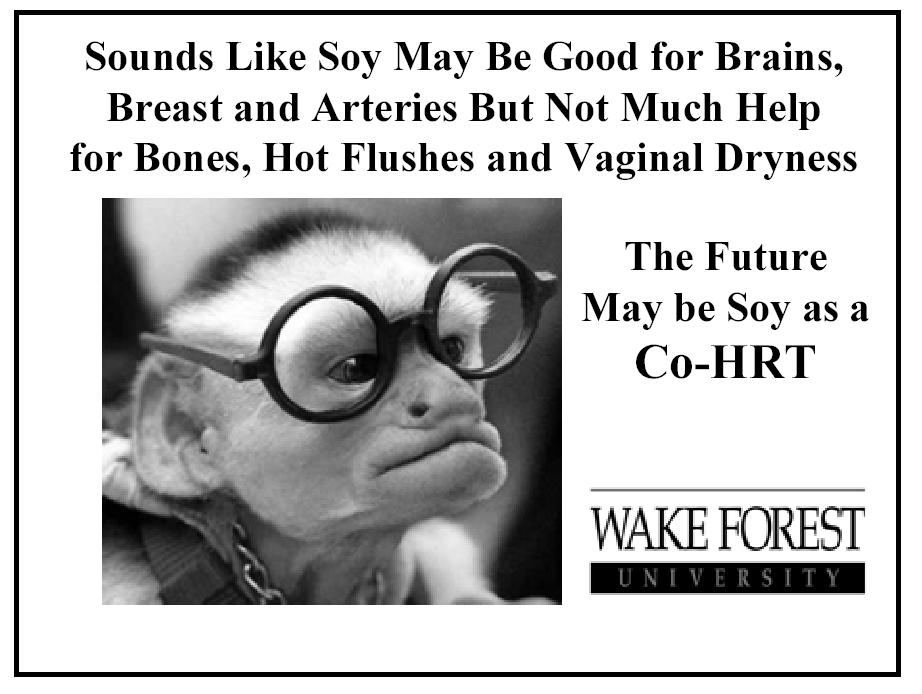 Sounds Like Soy May Be Good for Brains,
Breast and Arteries But Not Much Help
for Bones, Hot Flushes and Vaginal Dryness
The Future
May be Soy as a
Co-HRT
WAKE FOREST
UNIVERSITY